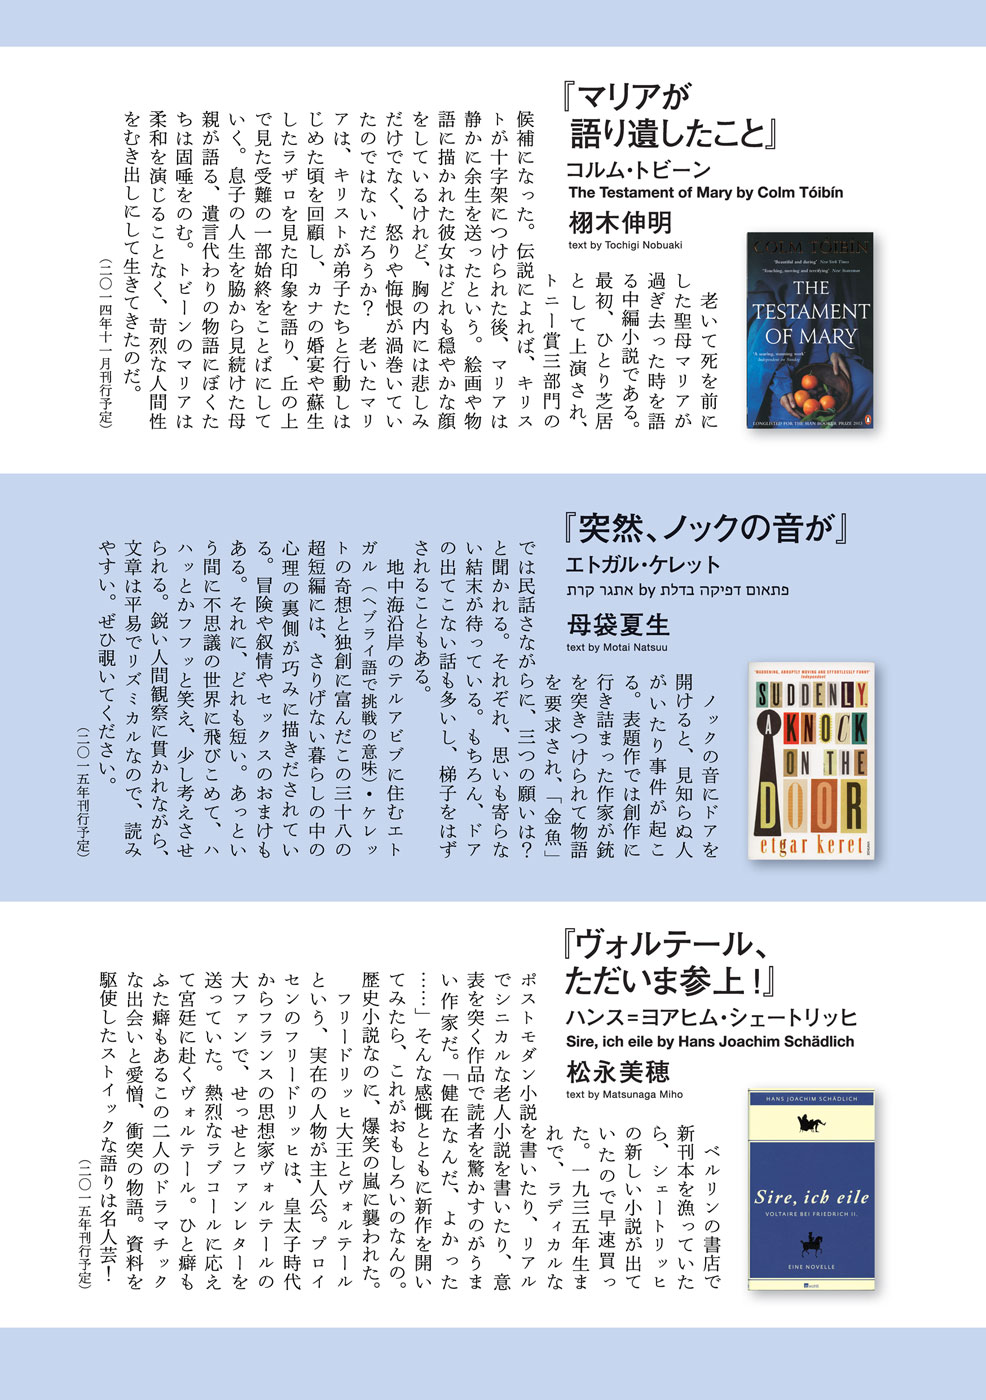 『マリアが
語り遺したこと』
コルム・トビーン
The Testament of Mary by Colm Tóibín
栩木伸明
text by Tochigi Nobuaki
COLM TÓIBÍN
'Beautiful and daring' New York Times
'Teaching, moving and terrifying' New Statesman
THE
TESTAMENT
OF MARY
'A searing, stunning work'
Independent on Sunday
LONGLISTED FOR THE MAN BOOKER PRIZE 2013
老いて死を前に
した聖母マリアが
過ぎ去った時を語
る中編小説である。
最初、ひとり芝居
として上演され、
トニー賞三部門の
候補になった。伝説によれば、キリス
トが十字架につけられた後、マリアは
静かに余生を送ったという。絵画や物
語に描かれた彼女はどれも穏やかな顔
をしているけれど、胸の内には悲しみ
だけでなく、怒りや悔恨が渦巻いてい
たのではないだろうか？　老いたマリ
アは、キリストが弟子たちと行動しは
じめた頃を回顧し、カナの婚宴や蘇生
したラザロを見た印象を語り、丘の上
で見た受難の一部始終をことばにして
いく。息子の人生を脇から見続けた母
親が語る、遺言代わりの物語にぼくた
ちは固唾をのむ。トビーンのマリアは
柔和を演じることなく、苛烈な人間性
をむき出しにして生きてきたのだ。
（二〇一四年十一月刊行予定）
『突然、ノックの音が』
エトガル・ケレット
פתאום דפיקה בדלת by אתגר קרת
母袋夏生
text by Motai Natsuu
SUDDENLY,
A KNOCK
ON THE
DOOR
etgar keret
ノックの音にドアを
開けると、見知らぬ人
がいたり事件が起こ
る。表題作では創作に
行き詰まった作家が銃
を突きつけられて物語
を要求され、「金魚」
では民話さながらに、三つの願いは？
と聞かれる。それぞれ、思いも寄らな
い結末が待っている。もちろん、ドア
の出てこない話も多いし、梯子をはず
されることもある。
地中海沿岸のテルアビブに住むエト
ガル（ヘブライ語で挑戦の意味）・ケレッ
トの奇想と独創に富んだこの三十八の
超短編には、さりげない暮らしの中の
心理の裏側が巧みに描きだされてい
る。冒険や叙情やセックスのおまけも
ある。それに、どれも短い。あっとい
う間に不思議の世界に飛びこめて、ハ
ハッとかフフッと笑え、少し考えさせ
られる。鋭い人間観察に貫かれながら、
文章は平易でリズミカルなので、読み
やすい。ぜひ覗いてください。
（二〇一五年刊行予定）
『ヴォルテール、
ただいま参上！』
ハンス＝ヨアヒム・シェートリッヒ
Sire, ich eile by Hans Joachim Schädlich
松永美穂
text by Matsunaga Miho
HANS JOACHIM SCHÄDLICH
Sire, ich eile
VOLTAIRE BEI FRIEDRICH II.
EINE NOVELLE
ベルリンの書店で
新刊本を漁っていた
ら、シェートリッヒ
の新しい小説が出て
いたので早速買っ
た。一九三五年生ま
れで、ラディカルな
ポストモダン小説を書いたり、リアル
でシニカルな老人小説を書いたり、意
表を突く作品で読者を驚かすのがうま
い作家だ。「健在なんだ、よかった
……」そんな感慨とともに新作を開い
てみたら、これがおもしろいのなんの。
歴史小説なのに、爆笑の嵐に襲われた。
フリードリッヒ大王とヴォルテール
という、実在の人物が主人公。プロイ
センのフリードリッヒは、皇太子時代
からフランスの思想家ヴォルテールの
大ファンで、せっせとファンレターを
送っていた。熱烈なラブコールに応え
て宮廷に赴くヴォルテール。ひと癖も
ふた癖もあるこの二人のドラマチック
な出会いと愛憎、衝突の物語。資料を
駆使したストイックな語りは名人芸！
（二〇一五年刊行予定）